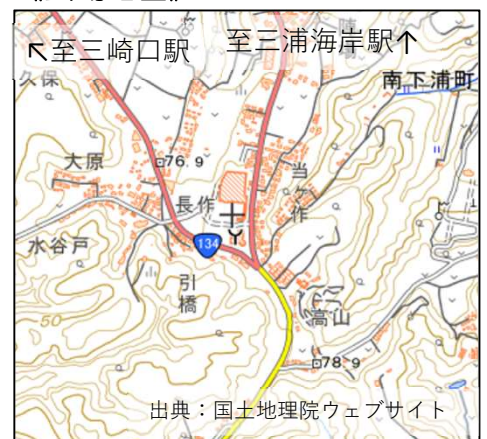 ↖至三崎口駅
至三浦海岸駅↑
久保
南下浦町
大原
76.9
当ヶ作
長作
水谷戸
134
引橋
高山
50
78.9
出典：国土地理院ウェブサイト